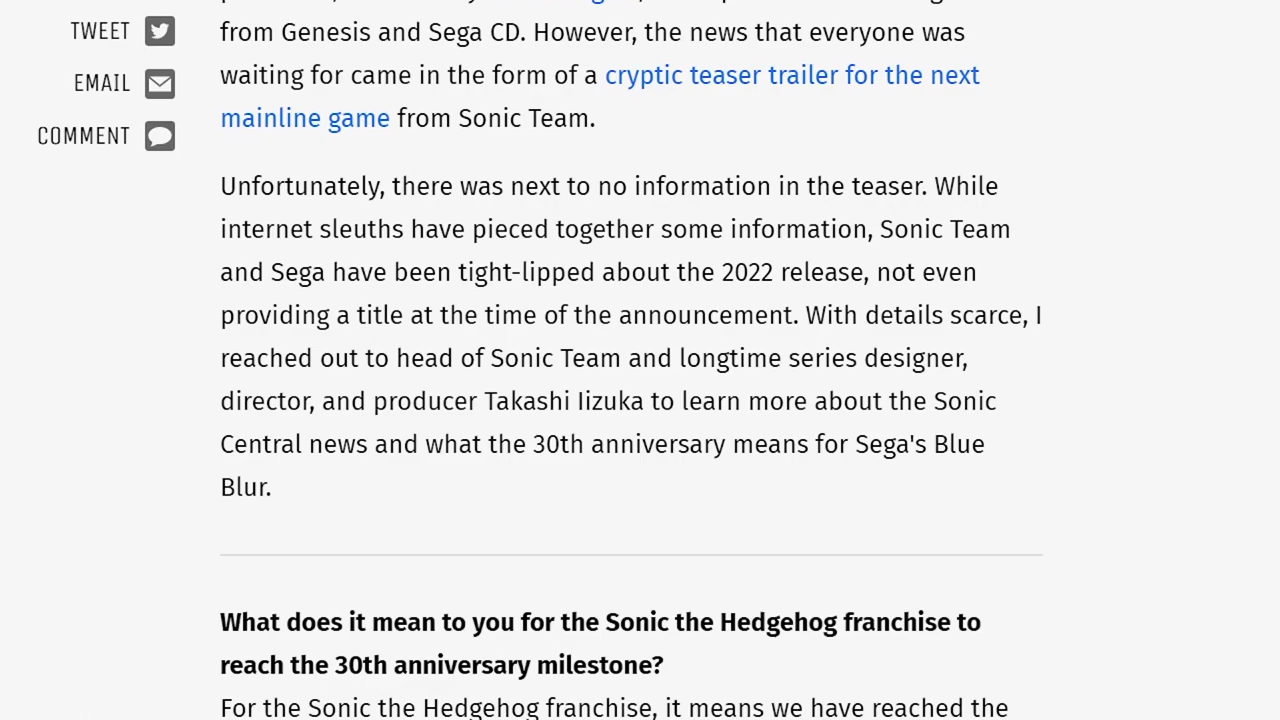 TWEET
EMAIL
COMMENT
from Genesis and Sega CD. However, the news that everyone was
waiting for came in the form of a cryptic teaser trailer for the next
mainline game from Sonic Team.
Unfortunately, there was next to no information in the teaser. While
internet sleuths have pieced together some information, Sonic Team
and Sega have been tight-lipped about the 2022 release, not even
providing a title at the time of the announcement. With details scarce, I
reached out to head of Sonic Team and longtime series designer,
director, and producer Takashi Iizuka to learn more about the Sonic
Central news and what the 30th anniversary means for Sega's Blue
Blur.
What does it mean to you for the Sonic the Hedgehog franchise to
reach the 30th anniversary milestone?
For the Sonic the Hedgehog franchise, it means we have reached the